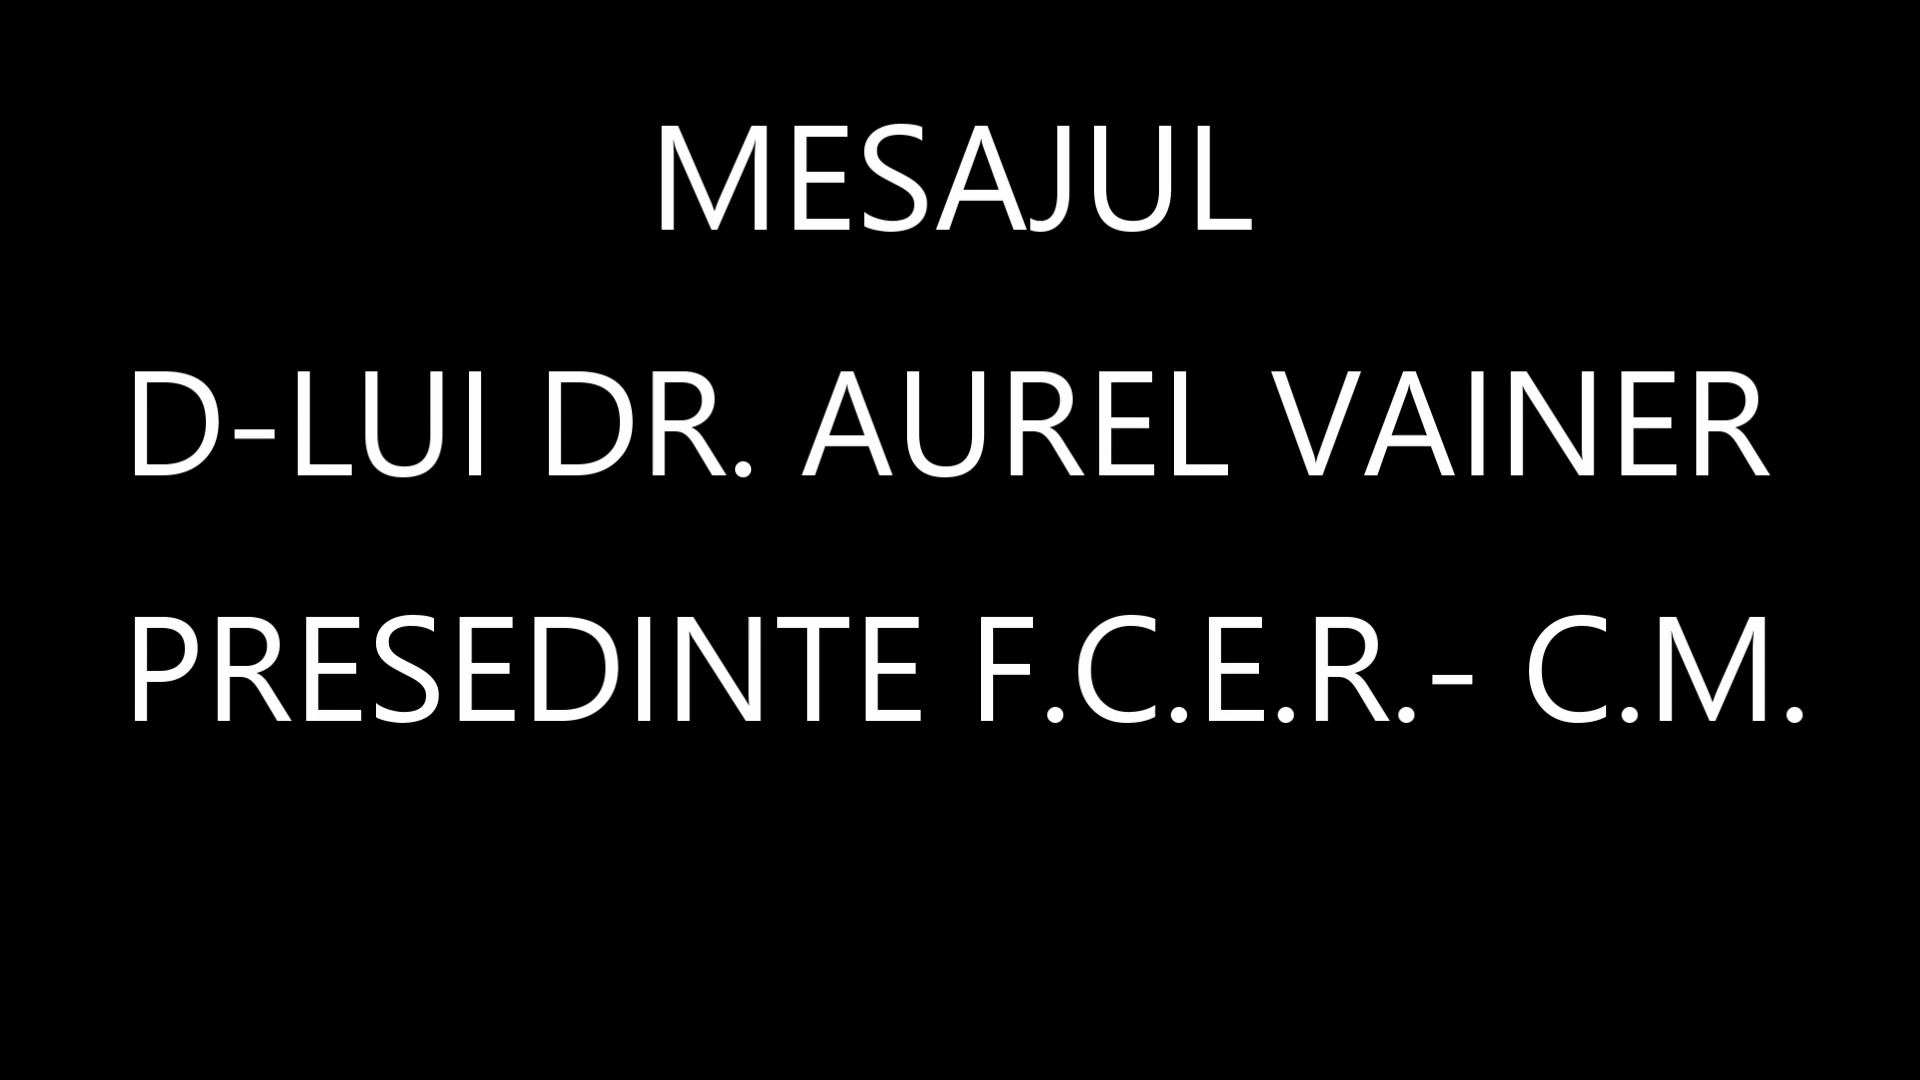 MESAJUL
D-LUI DR. AUREL VAINER
PRESEDINTE F.C.E.R.- C.M.